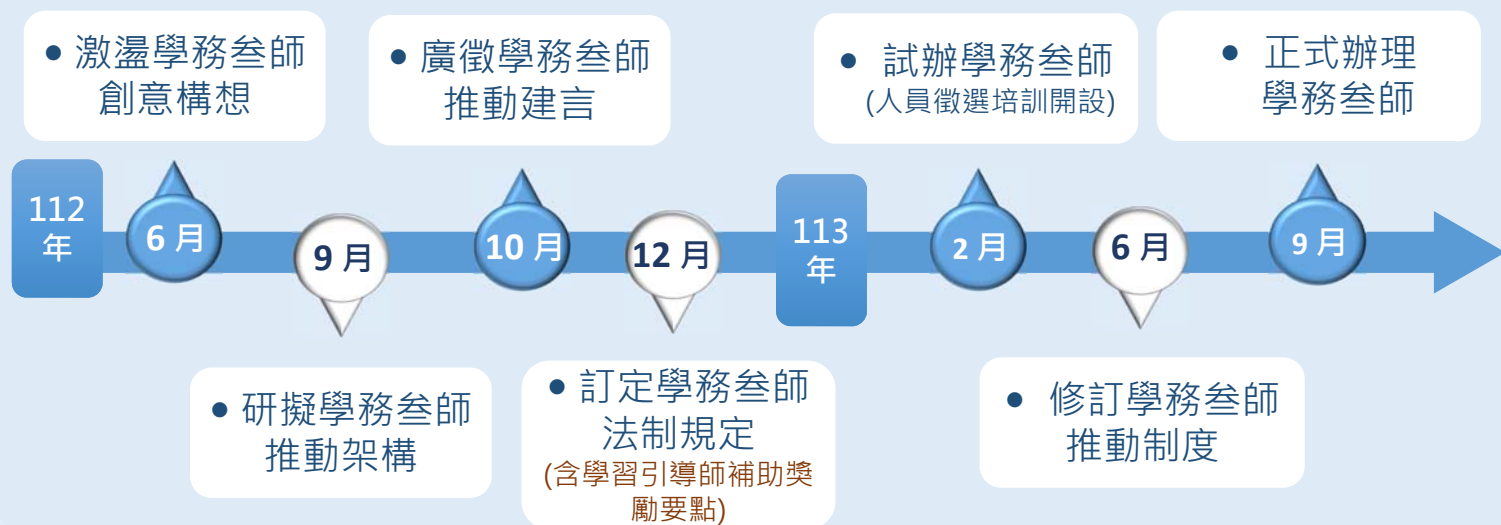 • 激盪學務叁師
創意構想
• 廣徵學務叁師
推動建言
• 試辦學務叁師
(人員徵選培訓開設)
• 正式辦理
學務叁師
112
年
6 月
9 月
10 月
12 月
113
年
2 月
6 月
9 月
• 研擬學務叁師
推動架構
• 訂定學務叁師
法制規定
(含學習引導師補助獎
勵要點)
• 修訂學務叁師
推動制度